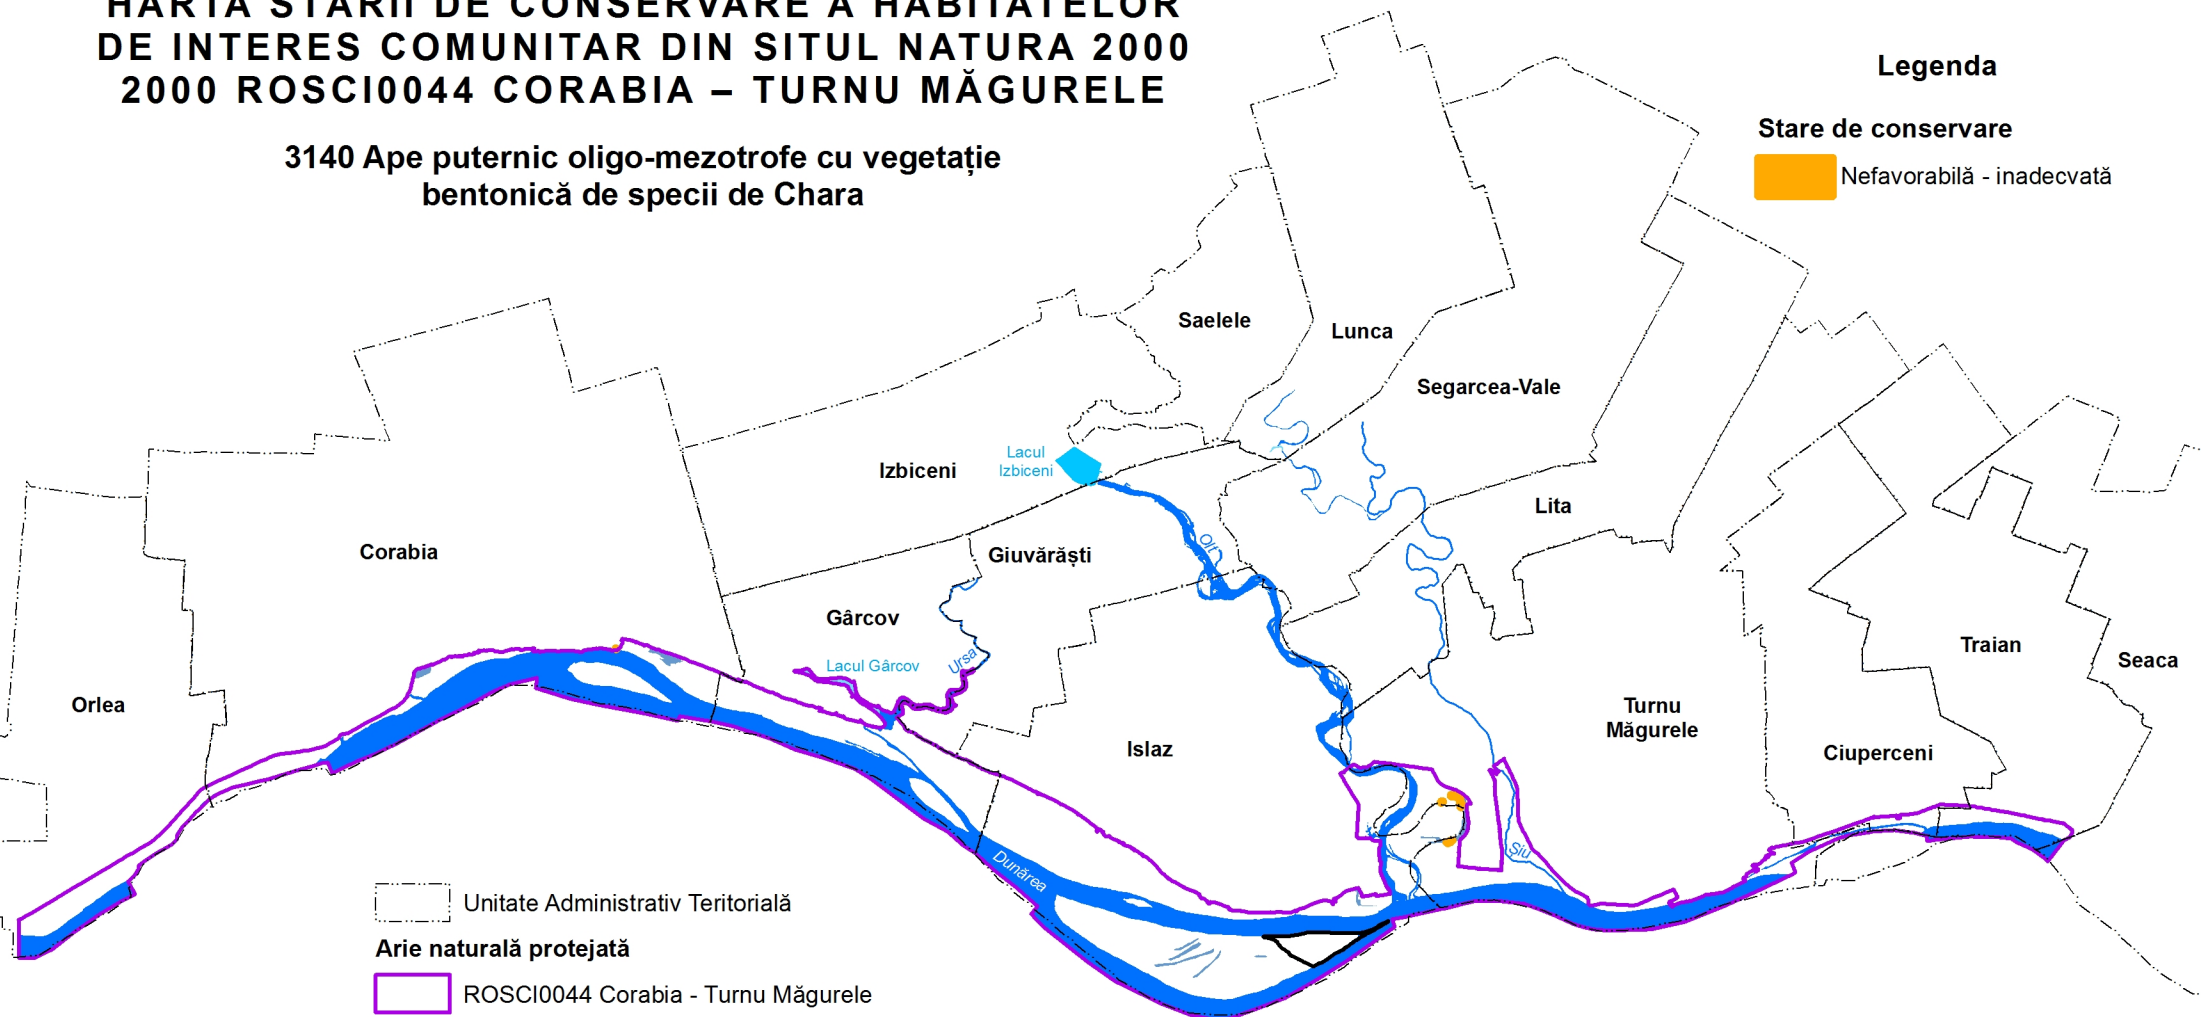 HARTA STĂRII DE CONSERVARE A HABITATELOR
DE INTERES COMUNITAR DIN SITUL NATURA 2000
2000 ROSCI0044 CORABIA – TURNU MĂGURELE
3140 Ape puternic oligo-mezotrofe cu vegetație
bentonică de specii de Chara
Legenda
Stare de conservare
Nefavorabilă - inadecvată
Saelele
Lunca
Segarcea-Vale
Lacul
Izbiceni
Izbiceni
Lita
Olt
Corabia
Giuvărăști
Gârcov
Lacul Gârcov
Ursa
Traian
Seaca
Orlea
Turnu
Măgurele
Islaz
Ciuperceni
Șiu
Dunărea
Unitate Administrativ Teritorială
Arie naturală protejată
ROSCI0044 Corabia - Turnu Măgurele